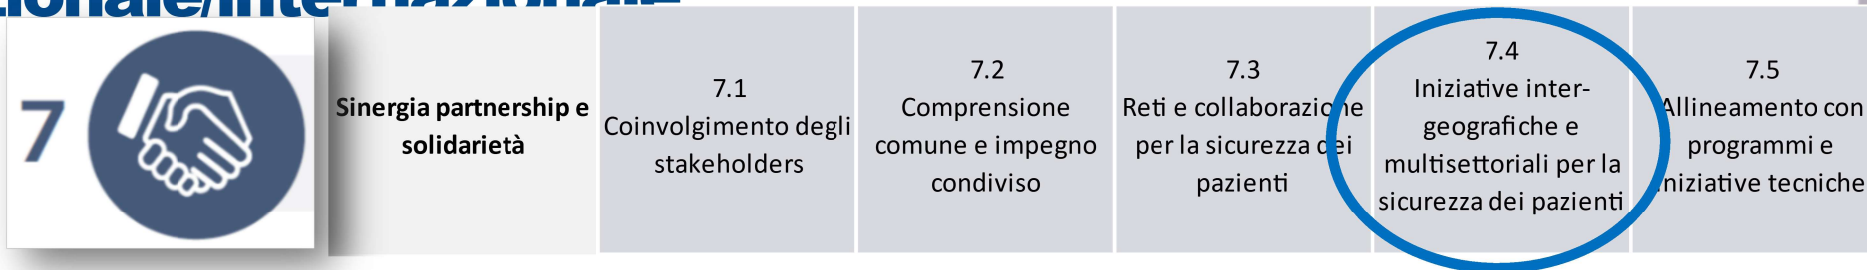 7
Sinergia partnership e
solidarietà
7.1
Coinvolgimento degli
stakeholders
7.2
Comprensione
comune e impegno
condiviso
7.3
Reti e collaborazione
per la sicurezza dei
pazienti
7.4
Iniziative inter-
geografiche e
multisettoriali per la
sicurezza dei pazienti
7.5
Allineamento con
programmi e
iniziative tecniche